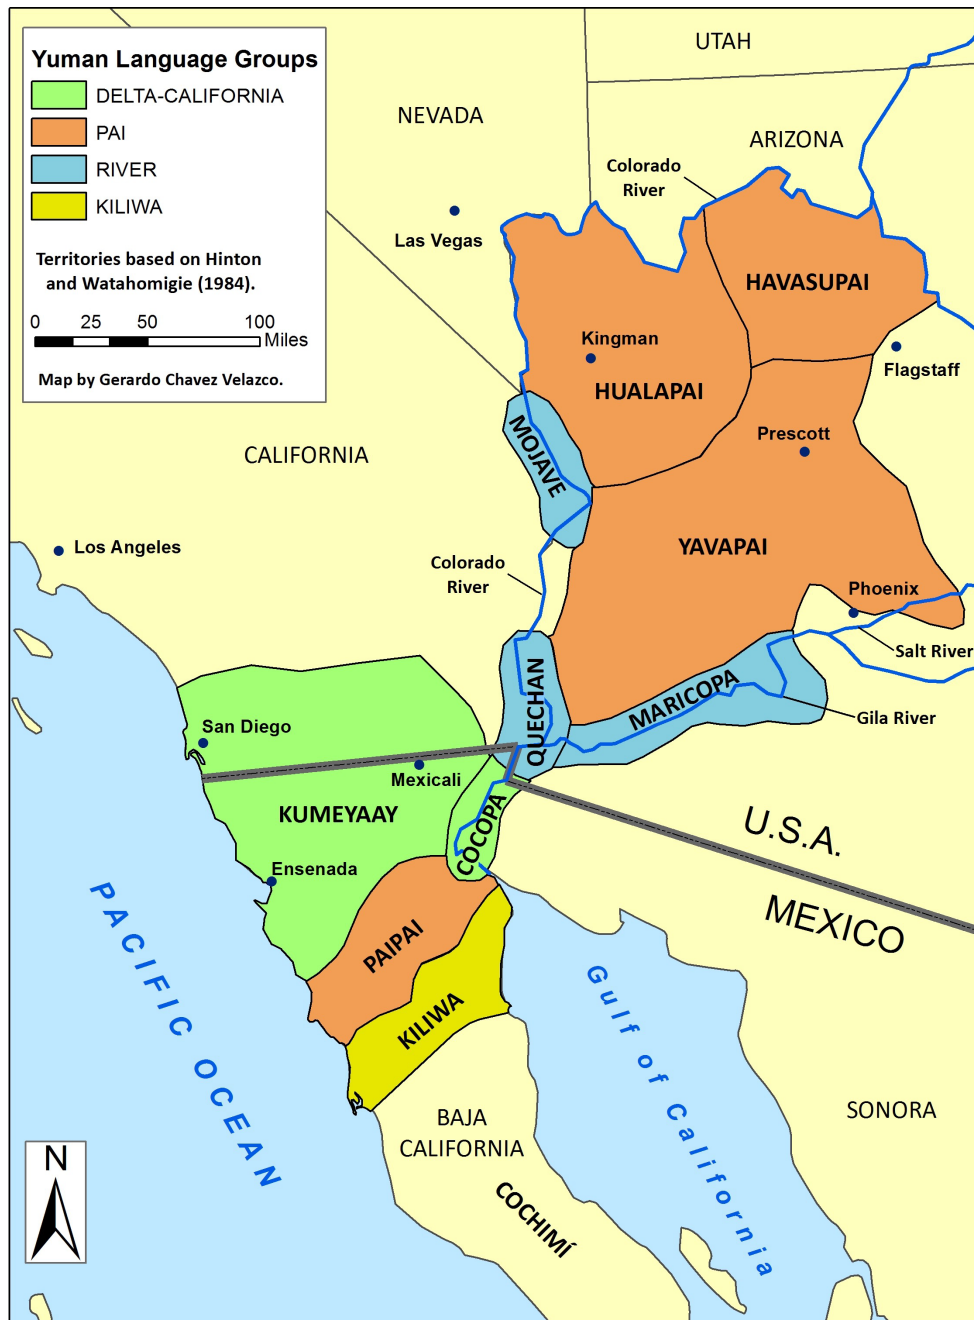 Yuman Language Groups
DELTA-CALIFORNIA
PAI
RIVER
KILIWA
Territories based on Hinton
and Watahomigie (1984).
0 25 50 100
Miles
Map by Gerardo Chavez Velazco.
UTAH
NEVADA
ARIZONA
Colorado
River
Las Vegas
HAVASUPAI
Kingman
Flagstaff
HUALAPAI
MOJAVE
Prescott
CALIFORNIA
Los Angeles
YAVAPAI
Colorado
River
Phoenix
Salt River
QUECHAN
MARICOPA
Gila River
San Diego
Mexicali
KUMEYAAY
COCOPA
U.S.A.
MEXICO
Ensenada
PAIPAI
KILIWA
PACIFIC OCEAN
Gulf of California
SONORA
BAJA
CALIFORNIA
COCHIMÍ
N